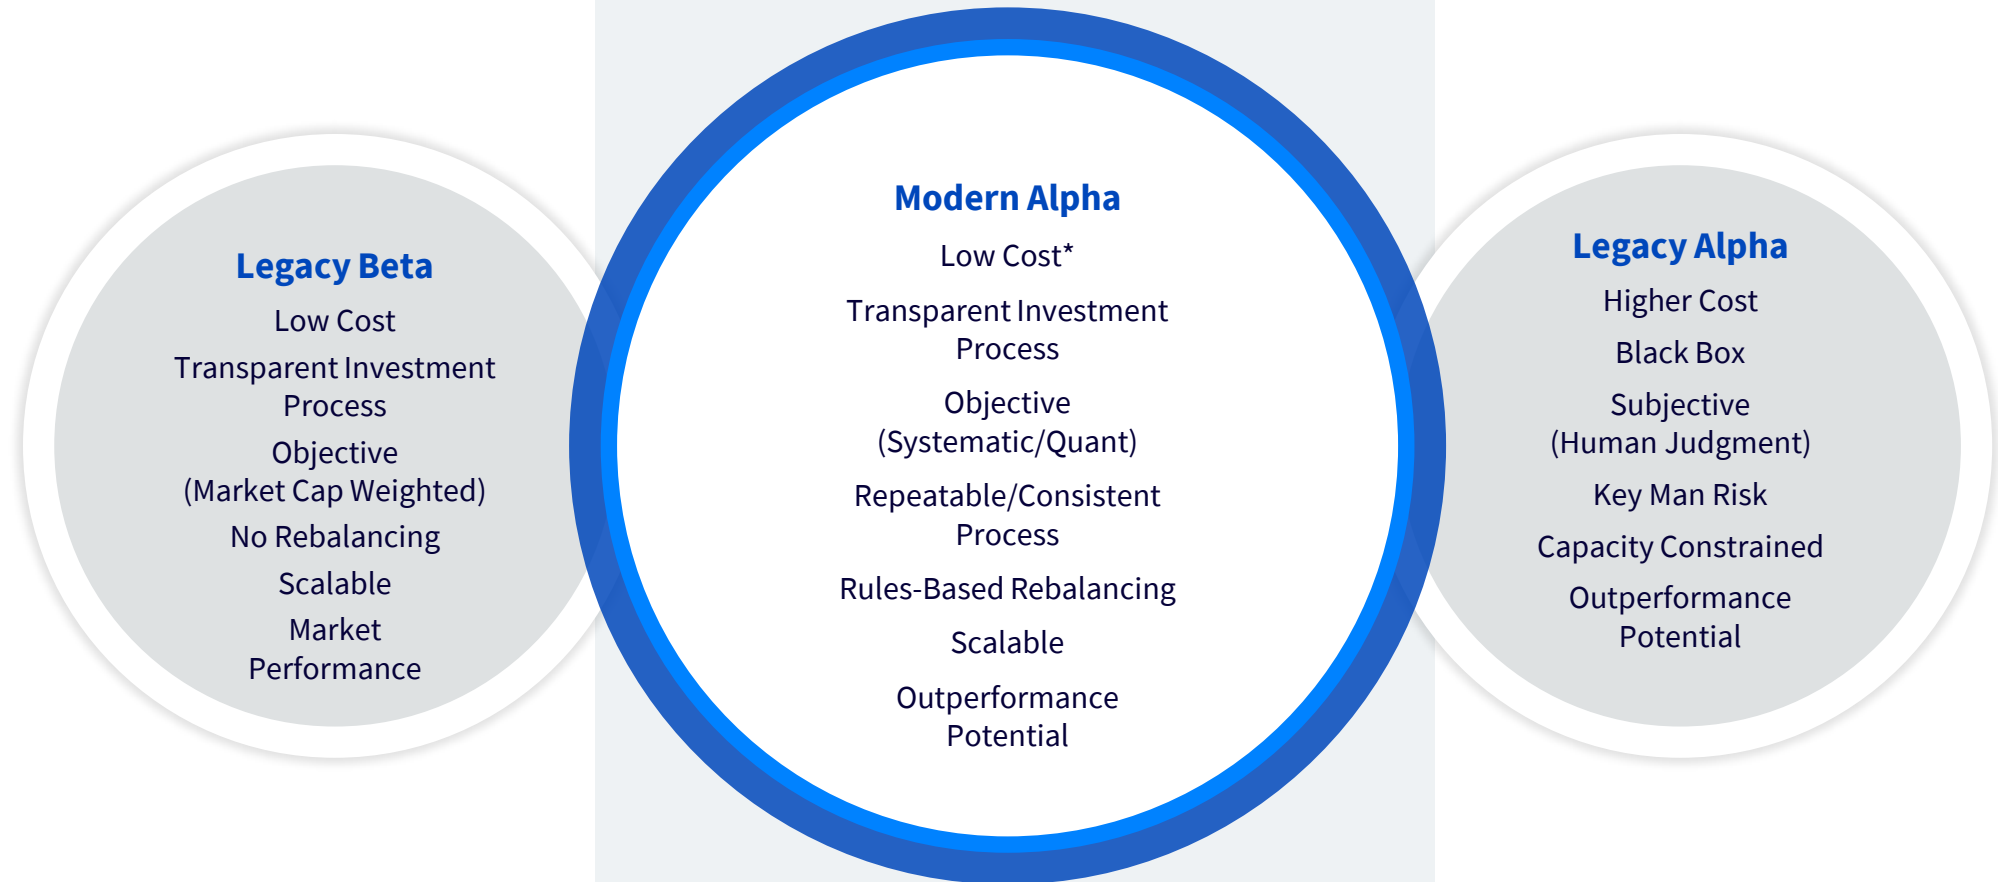 Legacy Beta
Low Cost
Transparent Investment
Process
Objective
(Market Cap Weighted)
No Rebalancing
Scalable
Market
Performance
Modern Alpha
Low Cost*
Transparent Investment
Process
Objective
(Systematic/Quant)
Repeatable/Consistent
Process
Rules-Based Rebalancing
Scalable
Outperformance
Potential
Legacy Alpha
Higher Cost
Black Box
Subjective
(Human Judgment)
Key Man Risk
Capacity Constrained
Outperformance
Potential